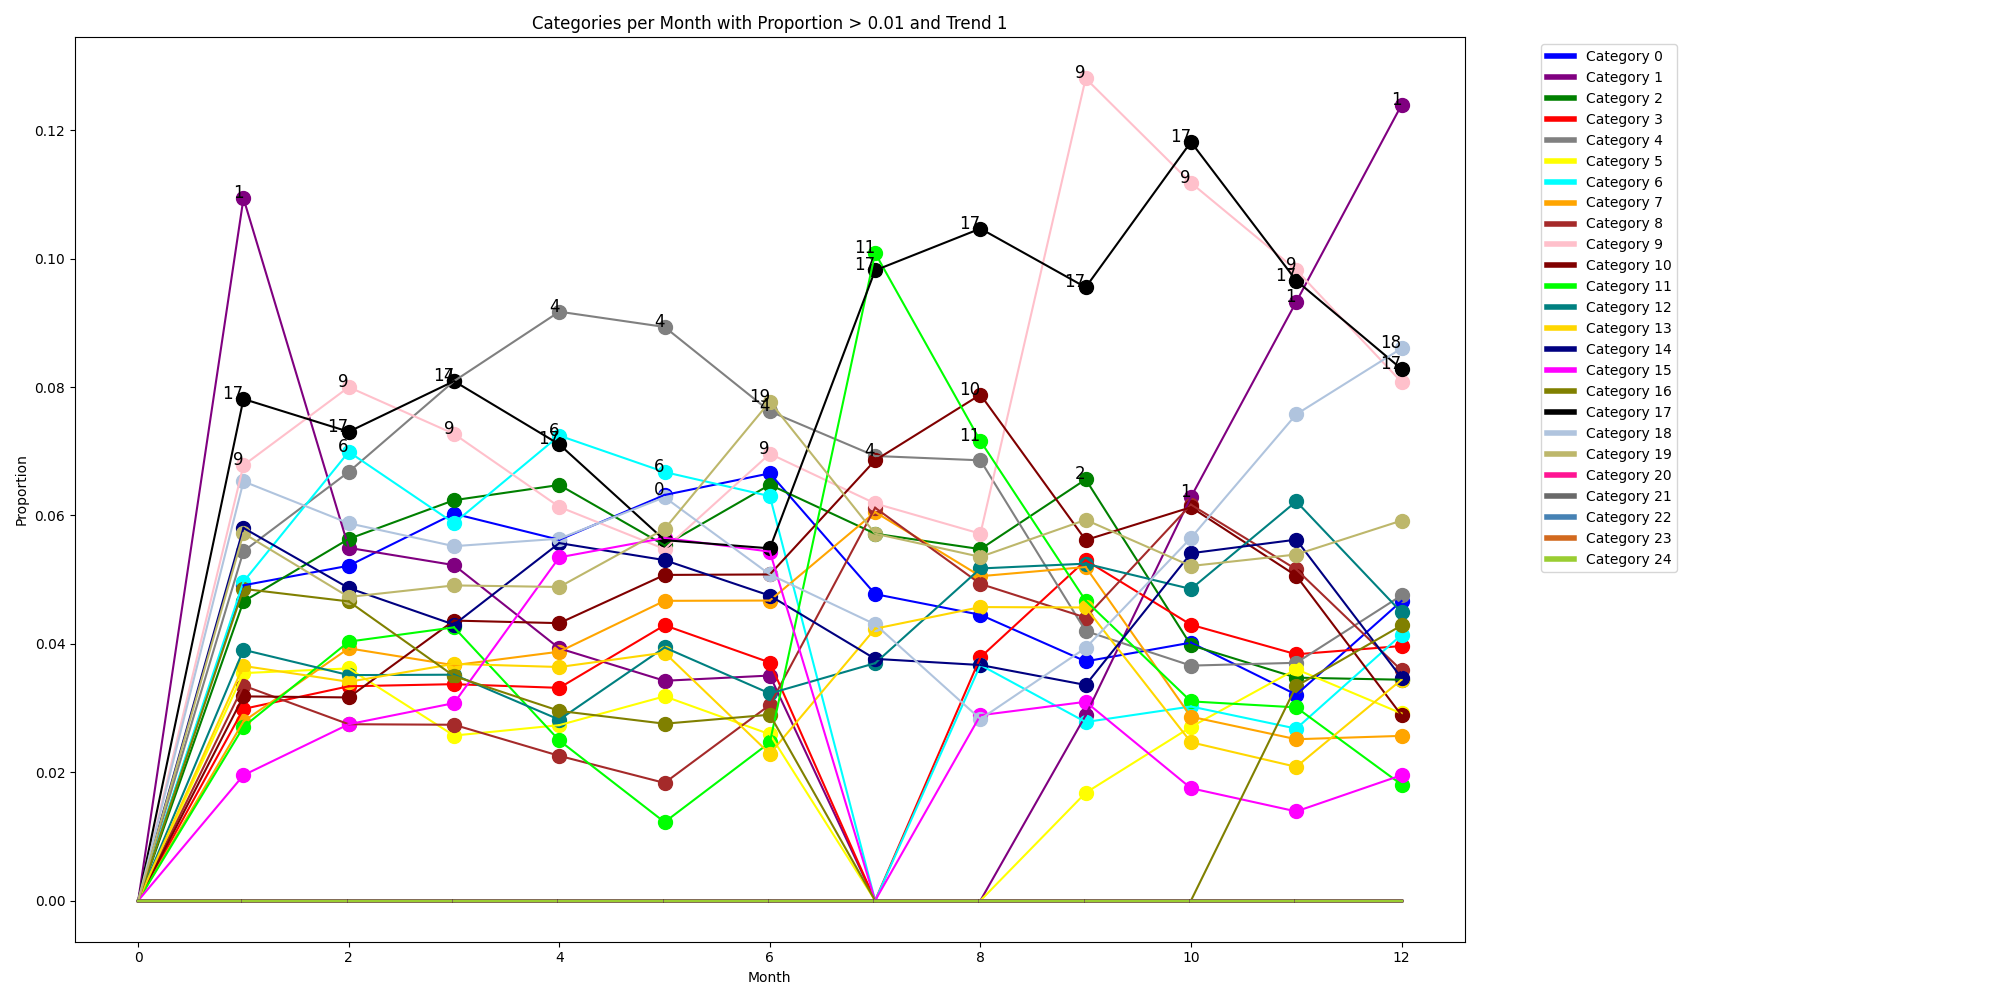 Categories per Month with Proportion > 0.01 and Trend 1
Proportion
0.12
0.10
0.08
0.06
0.04
0.02
0.00
1
17
9
9
17
6
17
4
9
4
6
17
4
6
0
19
4
9
11
17
4
17
10
11
9
17
2
17
9
1
9
17
1
1
18
17
0
2
4
6
8
10
12
Month
Category 0
Category 1
Category 2
Category 3
Category 4
Category 5
Category 6
Category 7
Category 8
Category 9
Category 10
Category 11
Category 12
Category 13
Category 14
Category 15
Category 16
Category 17
Category 18
Category 19
Category 20
Category 21
Category 22
Category 23
Category 24